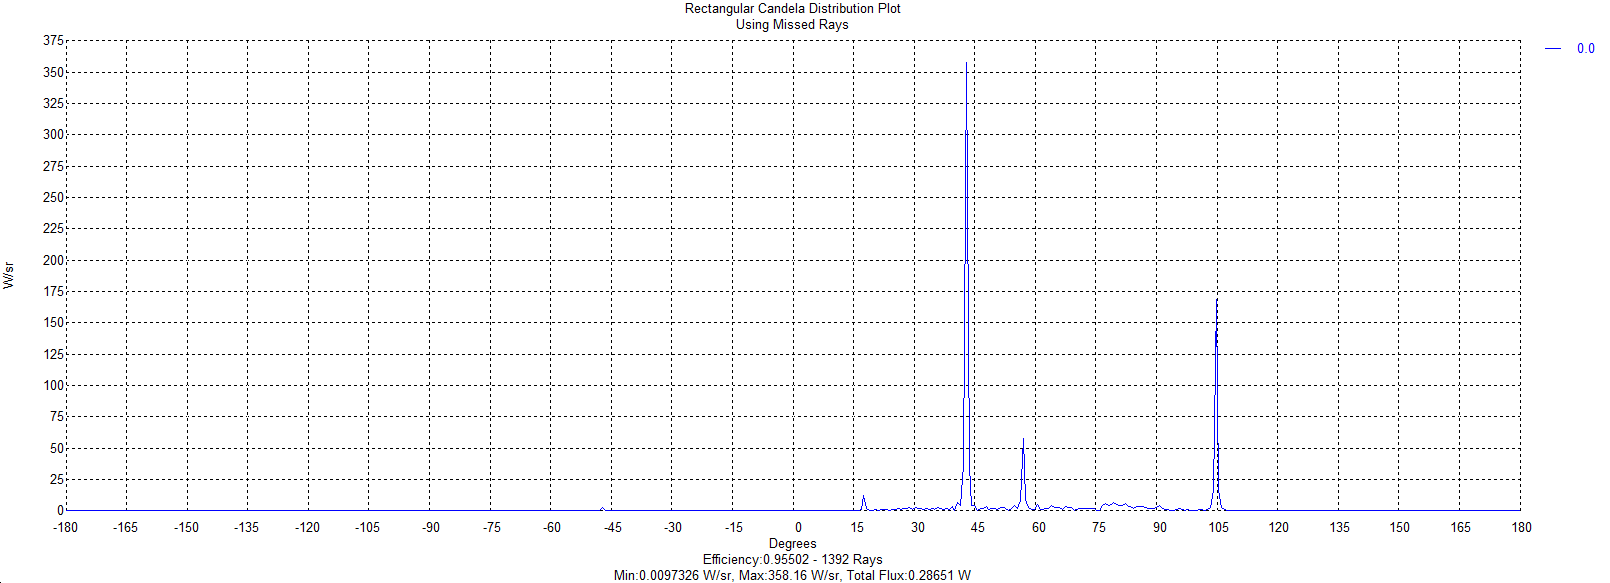 Rectangular Candela Distribution Plot
Using Missed Rays
375
350
325
300
275
250
225
200
175
150
125
100
75
50
25
0
W/sr
-180 -165 -150 -135 -120 -105 -90 -75 -60 -45 -30 -15 0 15 30 45 60 75 90 105 120 135 150 165 180
Degrees
Efficiency:0.95502 - 1392 Rays
Min:0.0097326 W/sr, Max:358.16 W/sr, Total Flux:0.28651 W
0.0